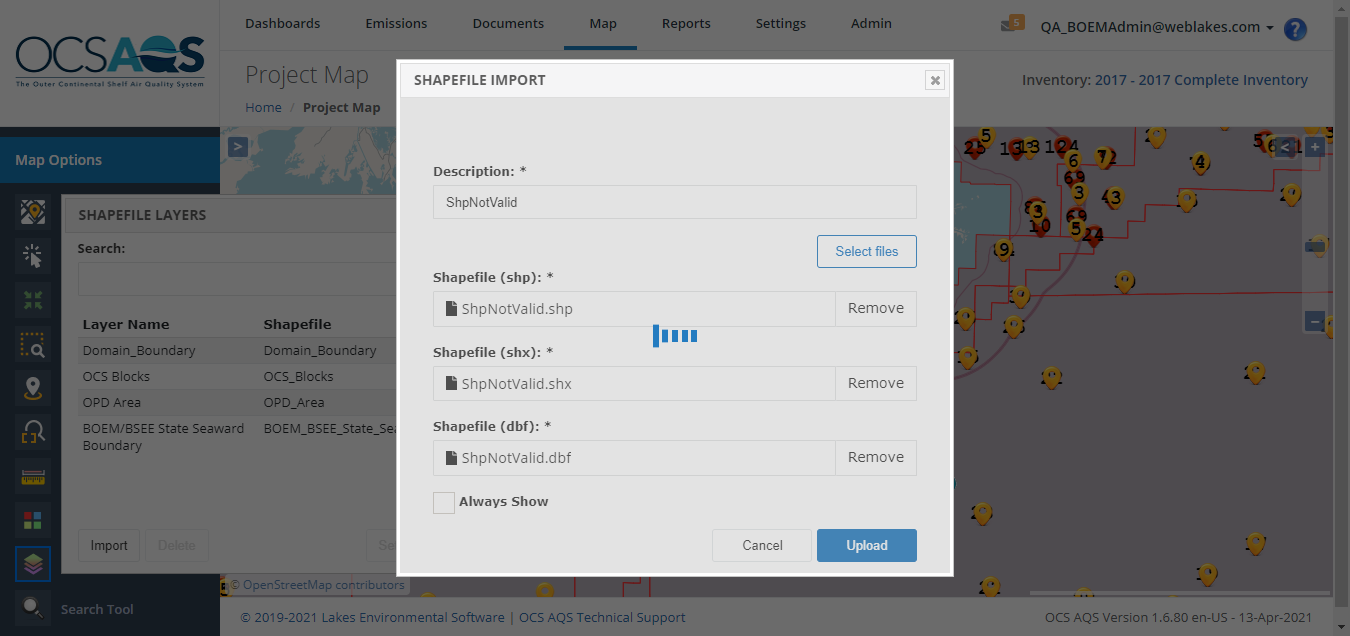 Dashboards Emissions Documents Map Reports Settings Admin
5
QA_BOEMAdmin@weblakes.com
?
OCSAQS
The Outer Continental Shelf Air Quality System
Project Map
Inventory: 2017 - 2017 Complete Inventory
Home / Project Map
Map Options
SHAPEFILE LAYERS
Search:
Layer Name Shapefile
Domain_Boundary Domain_Boundary
OCS Blocks OCS_Blocks
OPD Area OPD_Area
BOEM/BSEE State Seaward BOEM_BSEE_State_Sea
Boundary
Import Delete
Search Tool
SHAPEFILE IMPORT
Description: *
ShpNotValid
Select files
Shapefile (shp): *
ShpNotValid.shp Remove
Shapefile (shx): *
ShpNotValid.shx Remove
Shapefile (dbf): *
ShpNotValid.dbf Remove
Always Show
Cancel Upload
© OpenStreetMap contributors
© 2019-2021 Lakes Environmental Software | OCS AQS Technical Support
OCS AQS Version 1.6.80 en-US - 13-Apr-2021